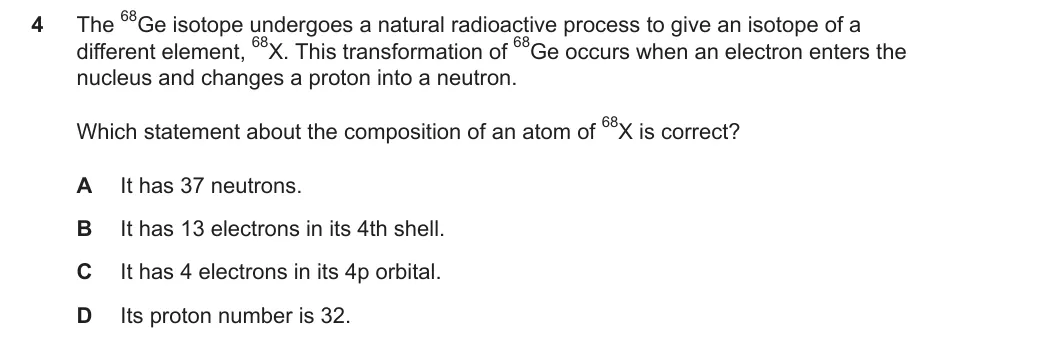 4 The ⁶⁸Ge isotope undergoes a natural radioactive process to give an isotope of a
different element, ⁶⁸X. This transformation of ⁶⁸Ge occurs when an electron enters the
nucleus and changes a proton into a neutron.
Which statement about the composition of an atom of ⁶⁸X is correct?
A It has 37 neutrons.
B It has 13 electrons in its 4th shell.
C It has 4 electrons in its 4p orbital.
D Its proton number is 32.